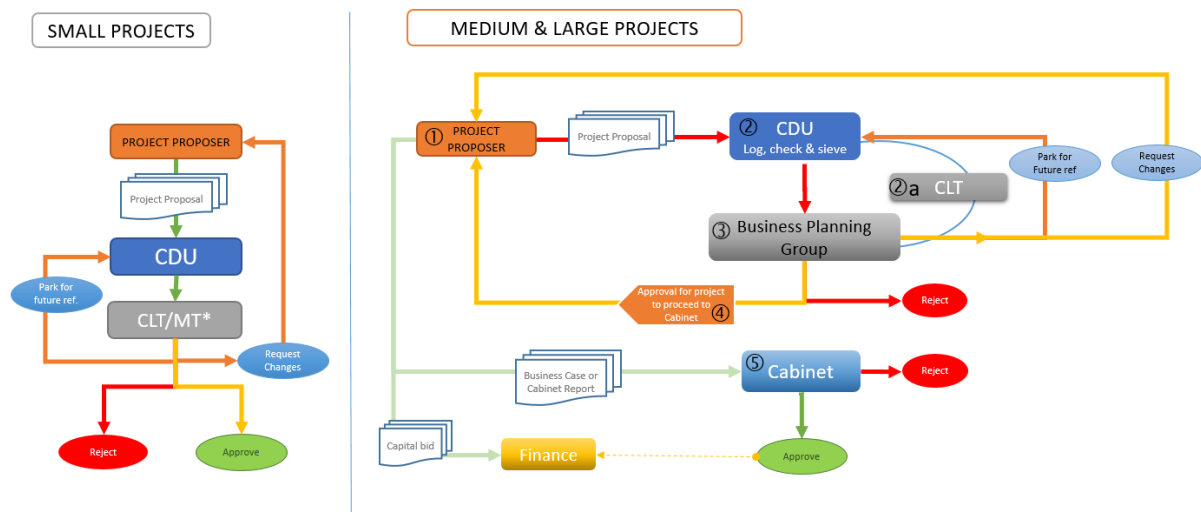 SMALL PROJECTS
PROJECT PROPOSER
Project Proposal
CDU
Park for
future ref.
CLT/MT*
Request
Changes
Reject
Approve
MEDIUM & LARGE PROJECTS
① PROJECT
PROPOSER
Project Proposal
② CDU
Log, check & sieve
Park for
Future ref
Request
Changes
②a CLT
③ Business Planning
Group
Approval for project
to proceed to
Cabinet ④
Reject
Business Case or
Cabinet Report
⑤ Cabinet
Reject
Capital bid
Finance
Approve